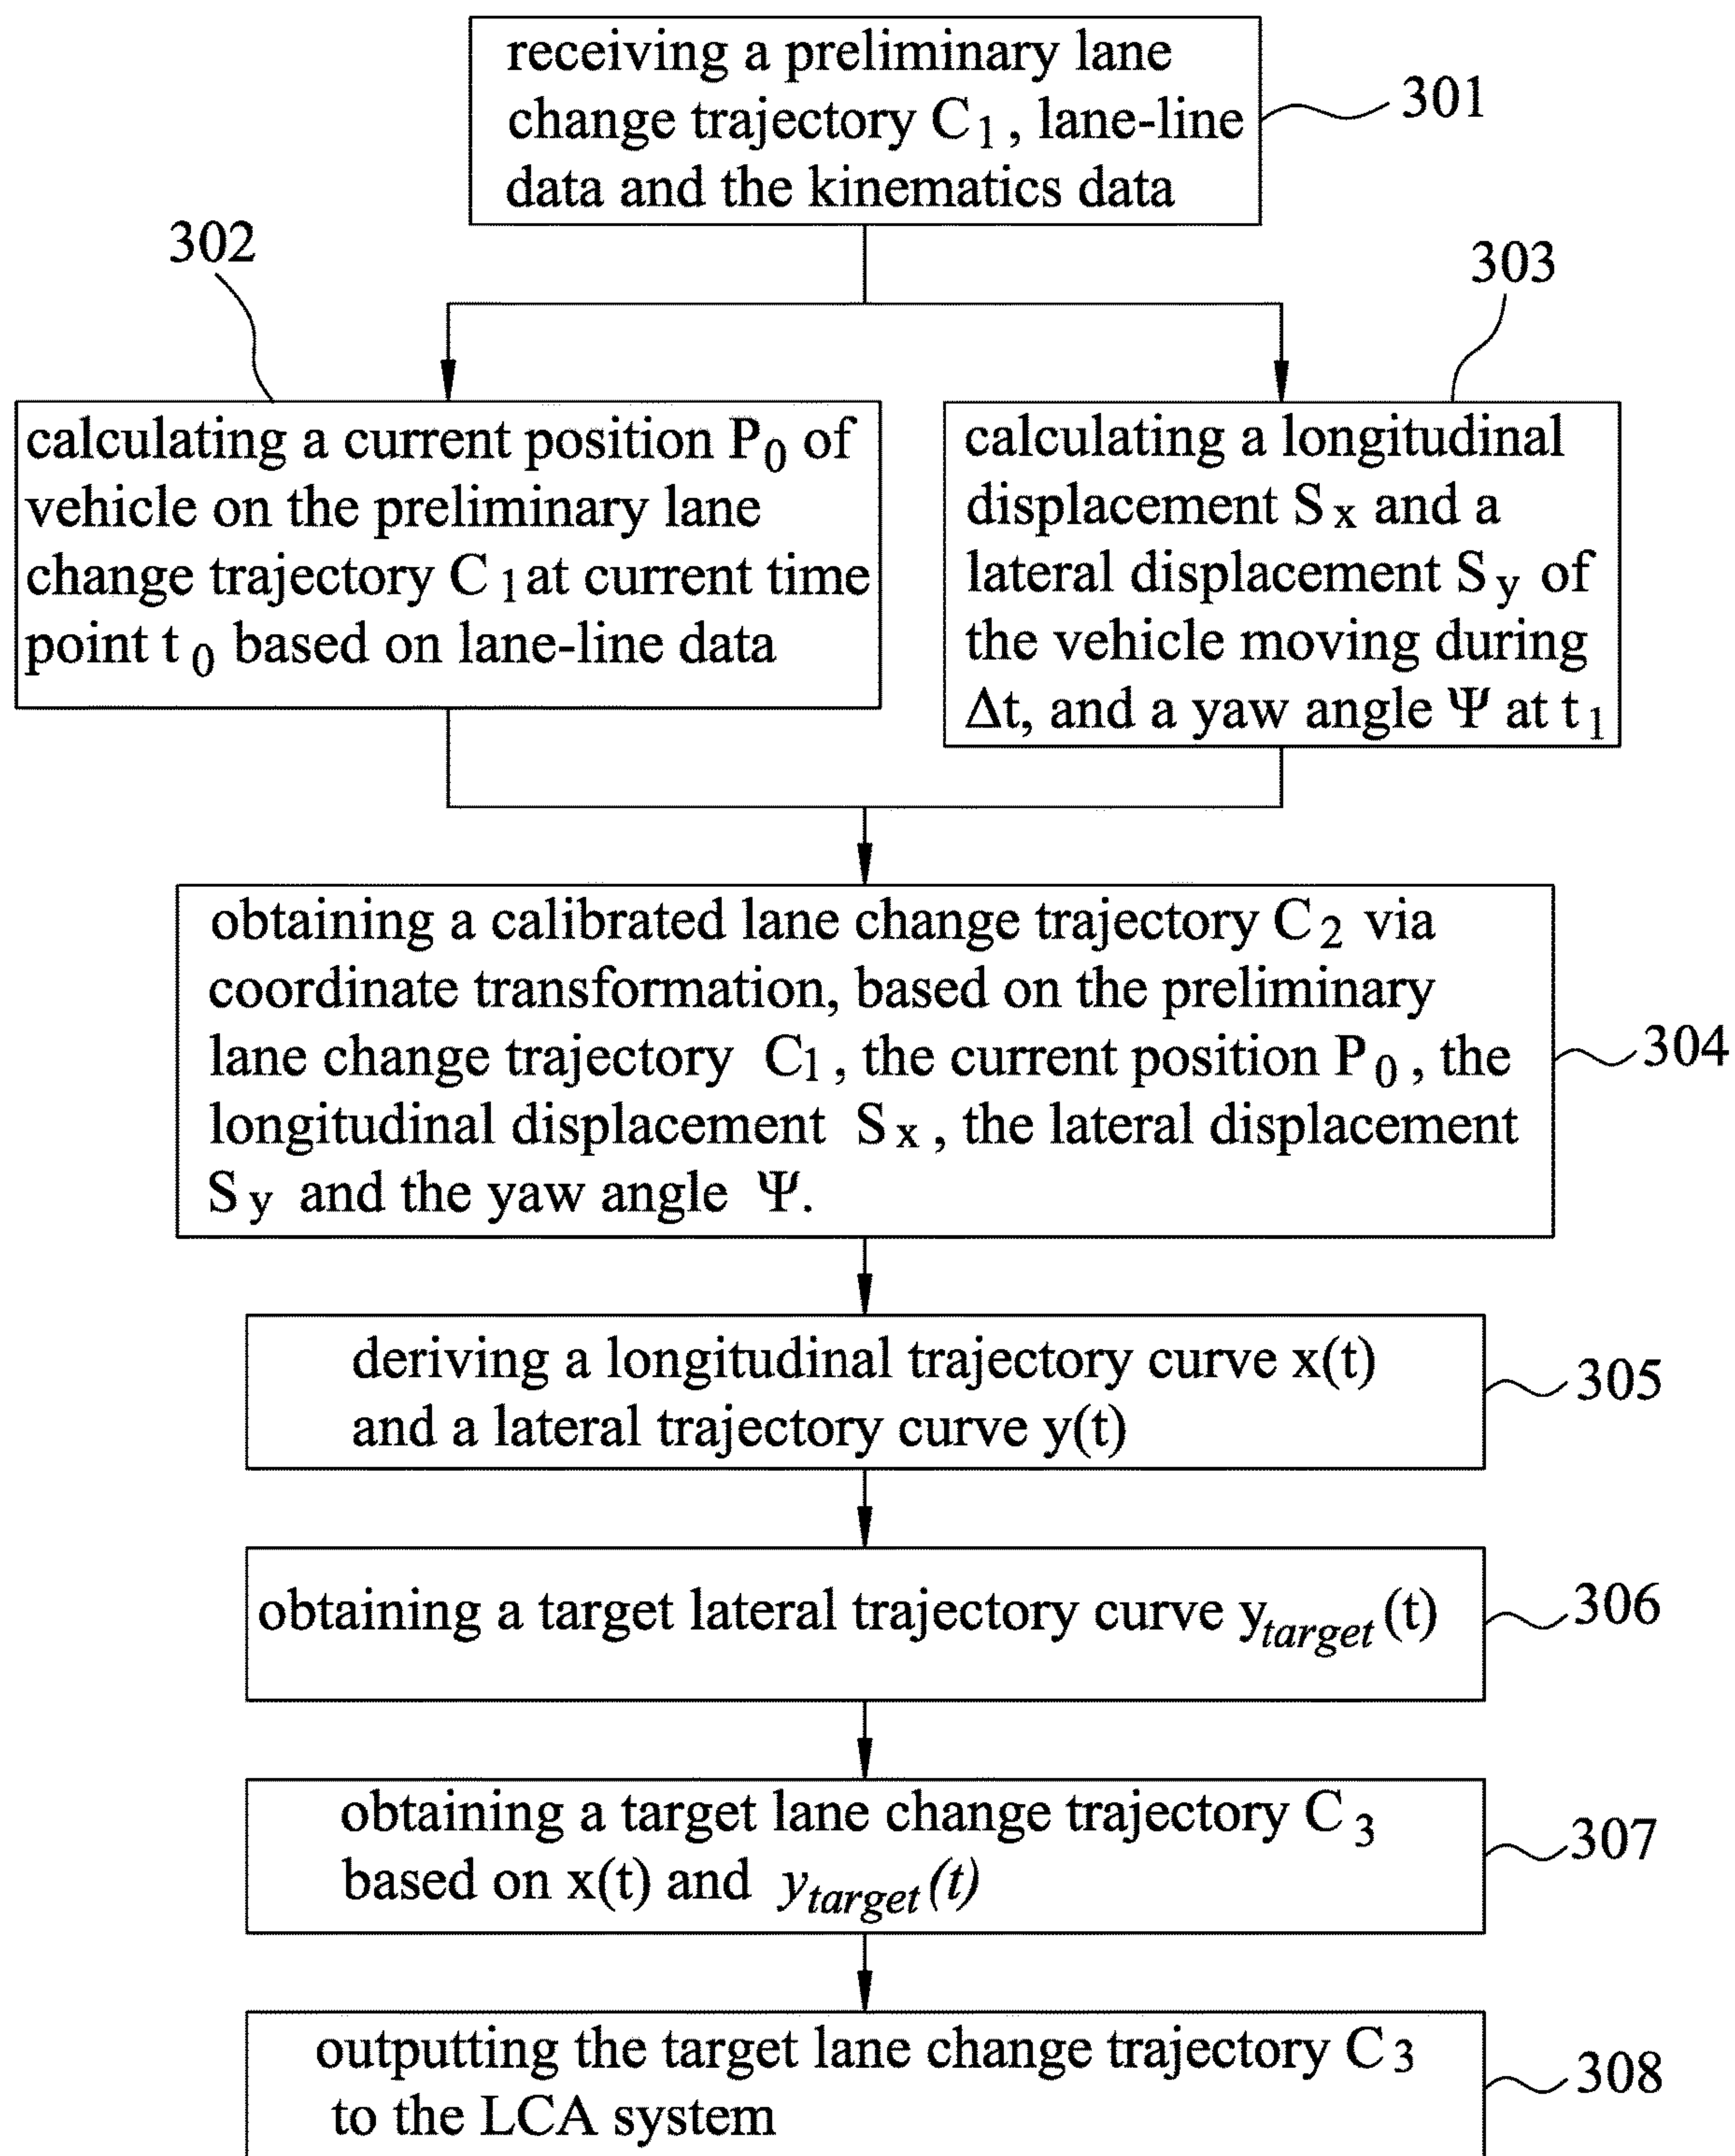 receiving a preliminary lane
change trajectory C1, lane-line
data and the kinematics data
301
302
303
calculating a current position P0 of
vehicle on the preliminary lane
change trajectory C1 at current time
point t0 based on lane-line data
calculating a longitudinal
displacement Sx and a
lateral displacement Sy of
the vehicle moving during
Δt, and a yaw angle Ψ at t1
obtaining a calibrated lane change trajectory C2 via
coordinate transformation, based on the preliminary
lane change trajectory C1, the current position P0, the
longitudinal displacement Sx, the lateral displacement
Sy and the yaw angle Ψ.
304
deriving a longitudinal trajectory curve x(t)
and a lateral trajectory curve y(t)
305
obtaining a target lateral trajectory curve ytarget(t)
306
obtaining a target lane change trajectory C3
based on x(t) and ytarget(t)
307
outputting the target lane change trajectory C3
to the LCA system
308